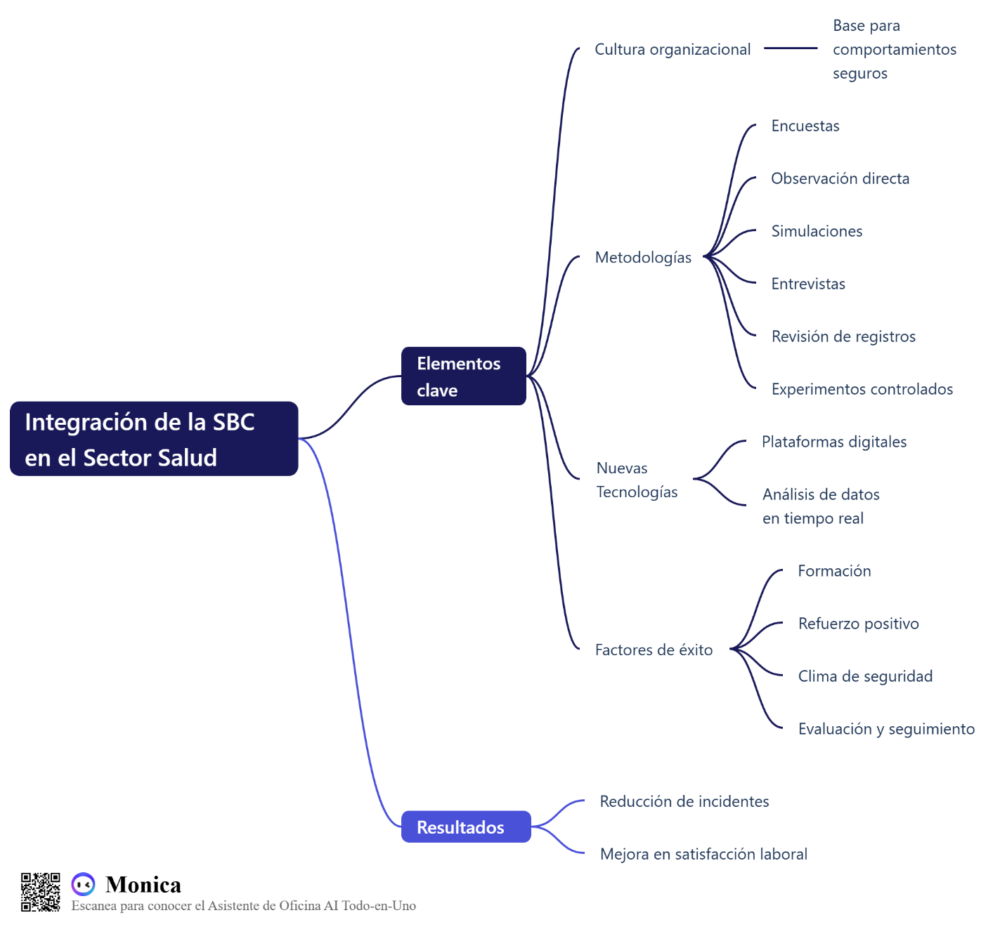 Integración de la SBC
en el Sector Salud
Elementos
clave
Cultura organizacional
Base para
comportamientos
seguros
Metodologías
Encuestas
Observación directa
Simulaciones
Entrevistas
Revisión de registros
Experimentos controlados
Nuevas
Tecnologías
Plataformas digitales
Análisis de datos
en tiempo real
Factores de éxito
Formación
Refuerzo positivo
Clima de seguridad
Evaluación y seguimiento
Resultados
Reducción de incidentes
Mejora en satisfacción laboral
Monica
Escanea para conocer el Asistente de Oficina AI Todo-en-Uno